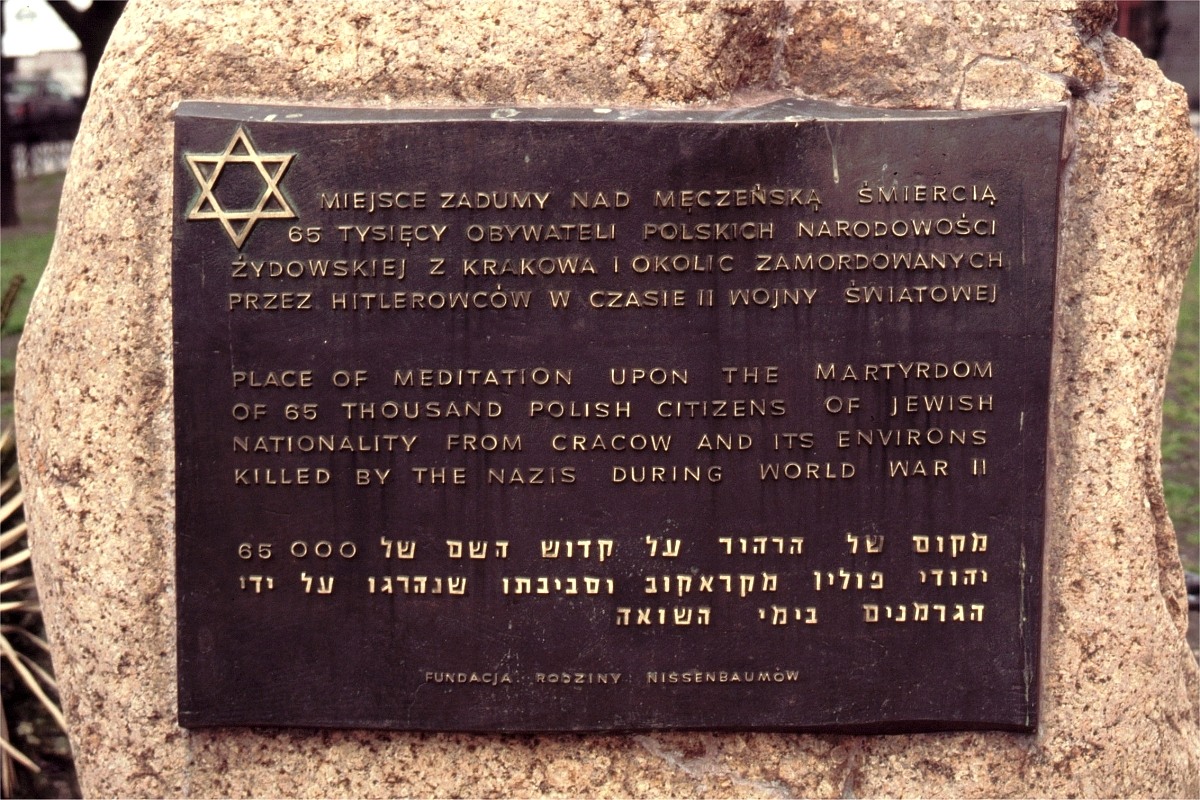 MIEJSCE ZADUMY NAD MĘCZEŃSKĄ ŚMIERCIĄ
65 TYSIĘCY OBYWATELI POLSKICH NARODOWOŚCI
ŻYDOWSKIEJ Z KRAKOWA I OKOLIC ZAMORDOWANYCH
PRZEZ HITLEROWCÓW W CZASIE II WOJNY ŚWIATOWEJ
PLACE OF MEDITATION UPON THE MARTYRDOM
OF 65 THOUSAND POLISH CITIZENS OF JEWISH
NATIONALITY FROM CRACOW AND ITS ENVIRONS
KILLED BY THE NAZIS DURING WORLD WAR II
מקום של הרהור על קדוש השם של 65 000
יהודי פולין מקראקוב וסביבתו שנהרגו על ידי
הגרמנים בימי השואה
FUNDACJA RODZINY NISSENBAUMÓW